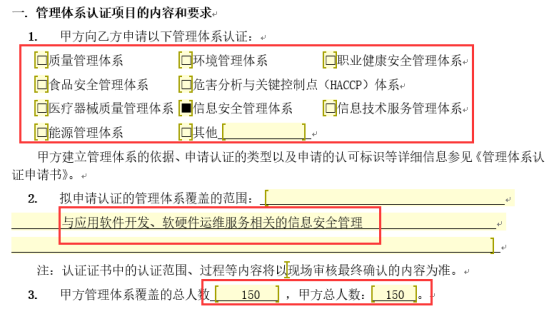 一．管理体系认证项目的内容和要求
1. 甲方向乙方申请以下管理体系认证：
□质量管理体系 □环境管理体系 □职业健康安全管理体系
□食品安全管理体系 □危害分析与关键控制点（HACCP）体系
□医疗器械质量管理体系 ■信息安全管理体系 □信息技术服务管理体系
□能源管理体系 □其他
甲方建立管理体系的依据、申请认证的类型以及申请的认可标识等详细信息参见《管理体系认
证申请书》。
2. 拟申请认证的管理体系覆盖的范围：
与应用软件开发、软硬件运维服务相关的信息安全管理
注：认证证书中的认证范围、过程等内容将以现场审核最终确认的内容为准。
3. 甲方管理体系覆盖的总人数 150 ，甲方总人数： 150 。